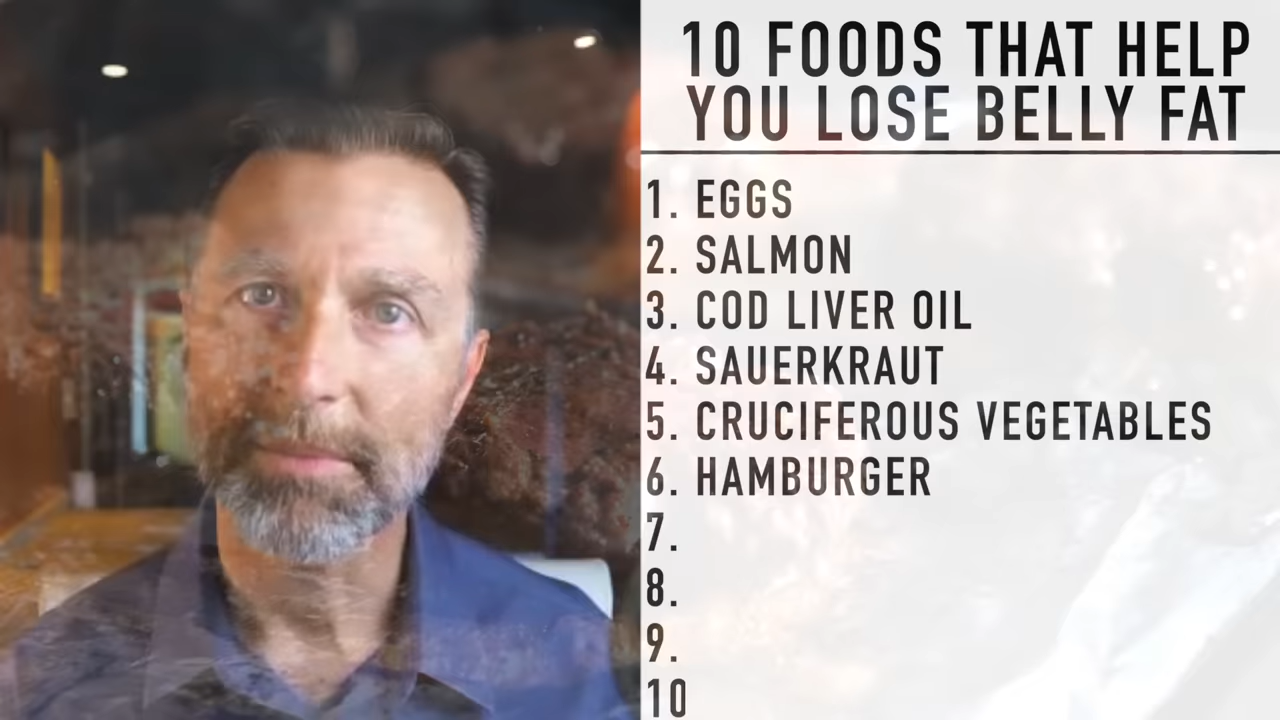 10 FOODS THAT HELP
YOU LOSE BELLY FAT
1. EGGS
2. SALMON
3. COD LIVER OIL
4. SAUERKRAUT
5. CRUCIFEROUS VEGETABLES
6. HAMBURGER
7.
8.
9.
10